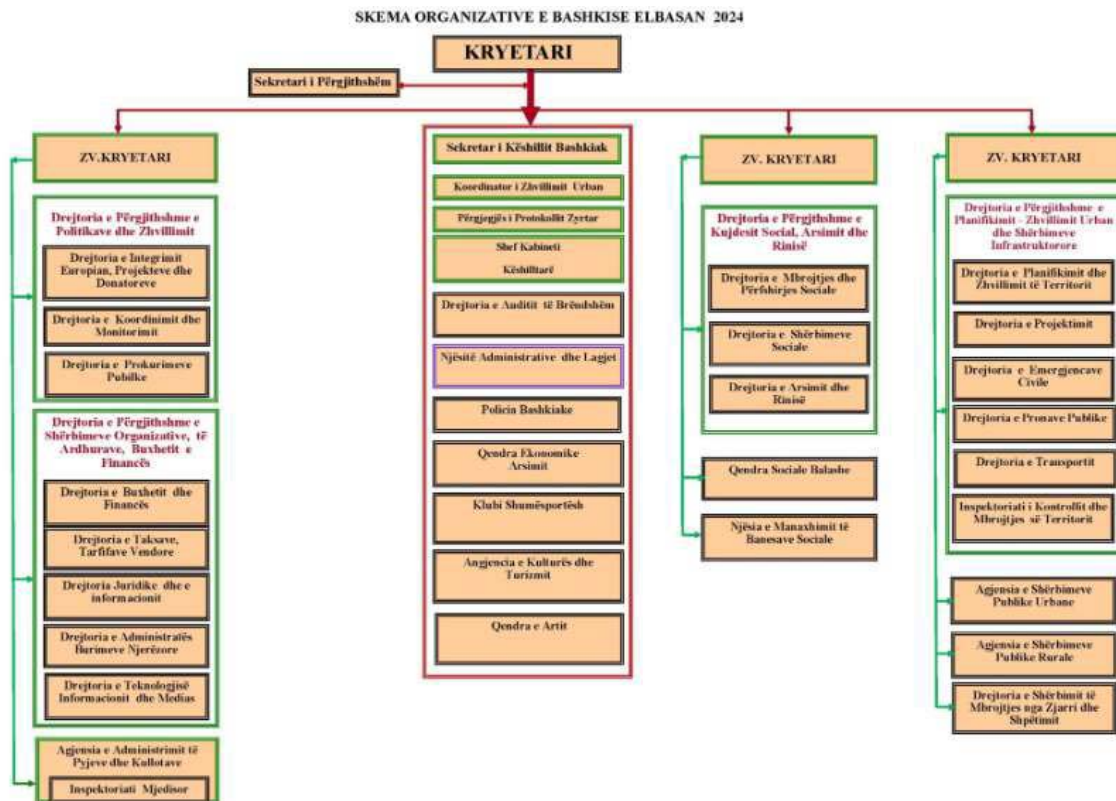 SKEMA ORGANIZATIVE E BASHKISE ELBASAN 2024
KRYETARI
Sekretari i Përgjithshëm
ZV.KRYETARI
Drejtoria e Përgjithshme e
Politikave dhe Zhvillimit
Drejtoria e Integrimit
Europian, Projekteve dhe
Donatoreve
Drejtoria e Koordinimit dhe
Monitorimit
Drejtoria e Prokurimeve
Pubilke
Drejtoria e Përgjithshme e
Shërbimeve Organizative, të
Ardhurave, Buxhetit e
Financës
Drejtoria e Buxhetit dhe
Financës
Drejtoria e Taksave,
Tarfifave Vendore
Drejtoria Juridike dhe e
informacionit
Drejtoria e Administratës
Burimeve Njerëzore
Drejtoria e Teknologjisë
Informacionit dhe Medias
Agjensia e Administrimit të
Pyjeve dhe Kullotave
Inspektoriati Mjedisor
Sekretar i Këshillit Bashkiak
Koordinator i Zhvillimit Urban
Përgjegjës i Protokollit Zyrtar
Shef Kabineti
Këshilltarë
Drejtoria e Auditit të Brëndshëm
Njësitë Administrative dhe Lagjet
Policia Bashkiake
Qendra Ekonomike
Arsimit
Klubi Shumësportësh
Angjencia e Kulturës dhe
Turizmit
Qendra e Artit
ZV. KRYETARI
Drejtoria e Përgjthshme e
Kujdesit Social, Arsimit dhe
Rinisë
Drejtoria e Mbrojtjes dhe
Përfshirjes Sociale
Drejtoria e Shërbimeve
Sociale
Drejtoria e Arsimit dhe
Rinisë
Qendra Sociale Balashe
Njësia e Manaxhimit të
Banesave Sociale
ZV. KRYETARI
Drejtoria e Përgjithshme e
Planifikimit - Zhvillimit Urban
dhe Shërbimeve
Infrastruktorore
Drejtoria e Planifikimit dhe
Zhvillimit të Territorit
Drejtoria e Projektimit
Drejtoria e Emergjencave
Civile
Drejtoria e Pronave Publike
Drejtoria e Transportit
Inspektoriati i Kontrollit dhe
Mbrojtjes së Territorit
Agjensia e Shërbimeve
Publike Urbane
Agjensia e Shërbimeve
Publike Rurale
Drejtoria e Shërbimit të
Mbrojtjes nga Zjarri dhe
Shpëtimit